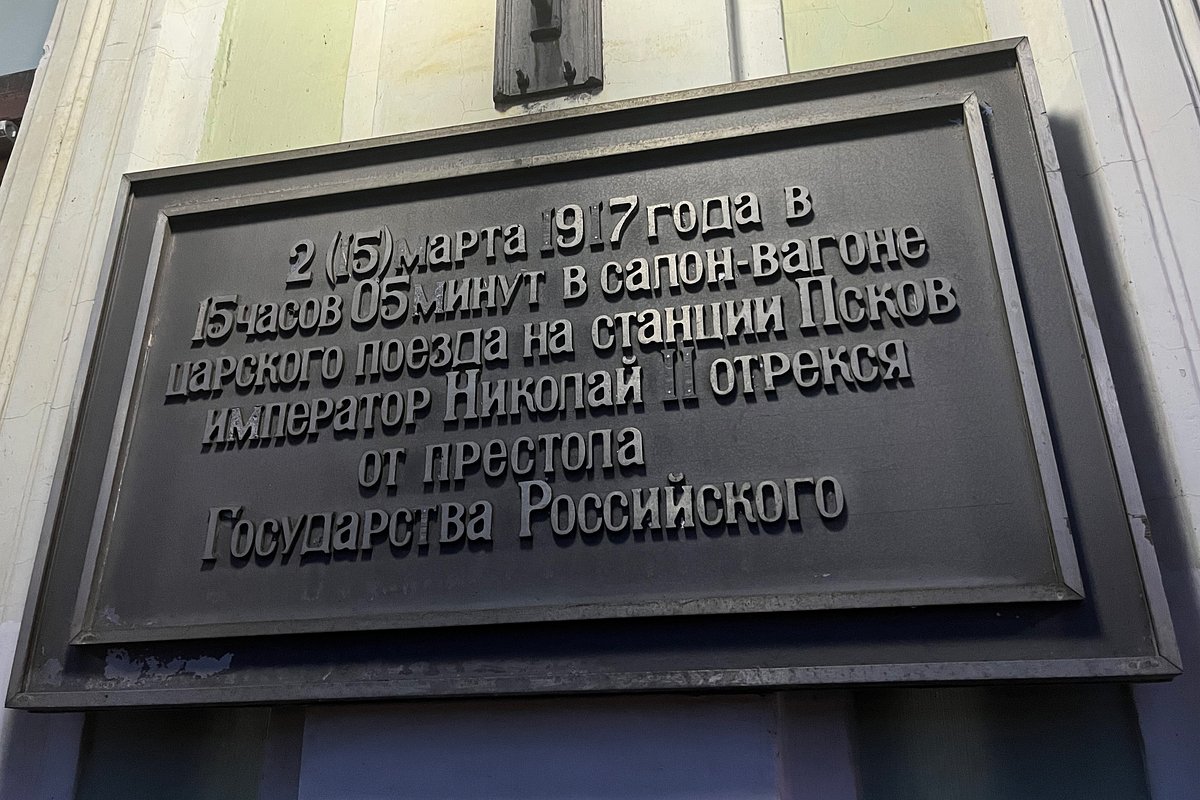 2 (15) марта 1917 года в
15 часов 05 минут в салон-вагоне
царского поезда на станции Псков
император Николай II отрекся
от престола
Государства Российского